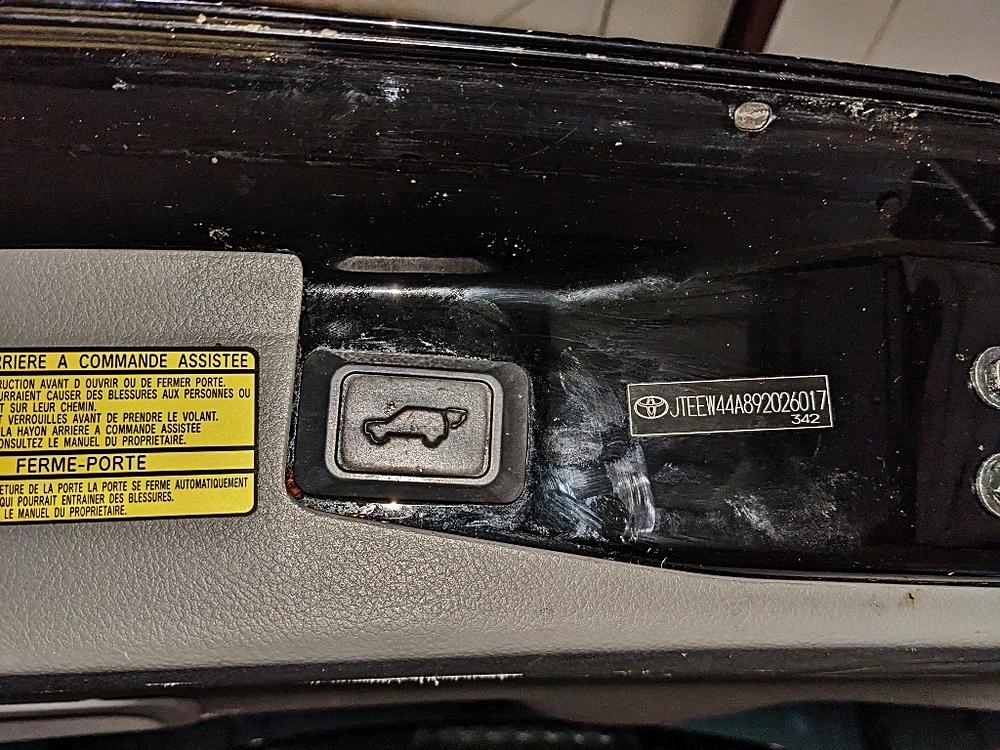 RRIERE A COMMANDE ASSISTEE
RUCTION AVANT D OUVRIR OU DE FERMER PORTE.
URRAIENT CAUSER DES BLESSURES AUX PERSONNES OU
T SUR LEUR CHEMIN.
T VERROUILLES AVANT DE PRENDRE LE VOLANT.
LA HAYON ARRIERE A COMMANDE ASSISTEE
ONSULTEZ LE MANUEL DU PROPRIETAIRE.
FERME-PORTE
ETURE DE LA PORTE LA PORTE SE FERME AUTOMATIQUEMENT
QUI POURRAIT ENTRAINER DES BLESSURES.
LE MANUEL DU PROPRIETAIRE.
JTEEW44A892026017
342